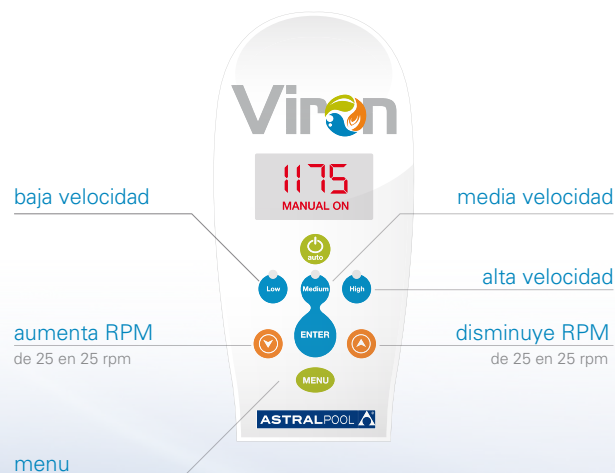 Viron
1175
MANUAL ON
baja velocidad
media velocidad
auto
Low
Medium
High
alta velocidad
aumenta RPM
de 25 en 25 rpm
ENTER
disminuye RPM
de 25 en 25 rpm
MENU
ASTRALPOOL
menu